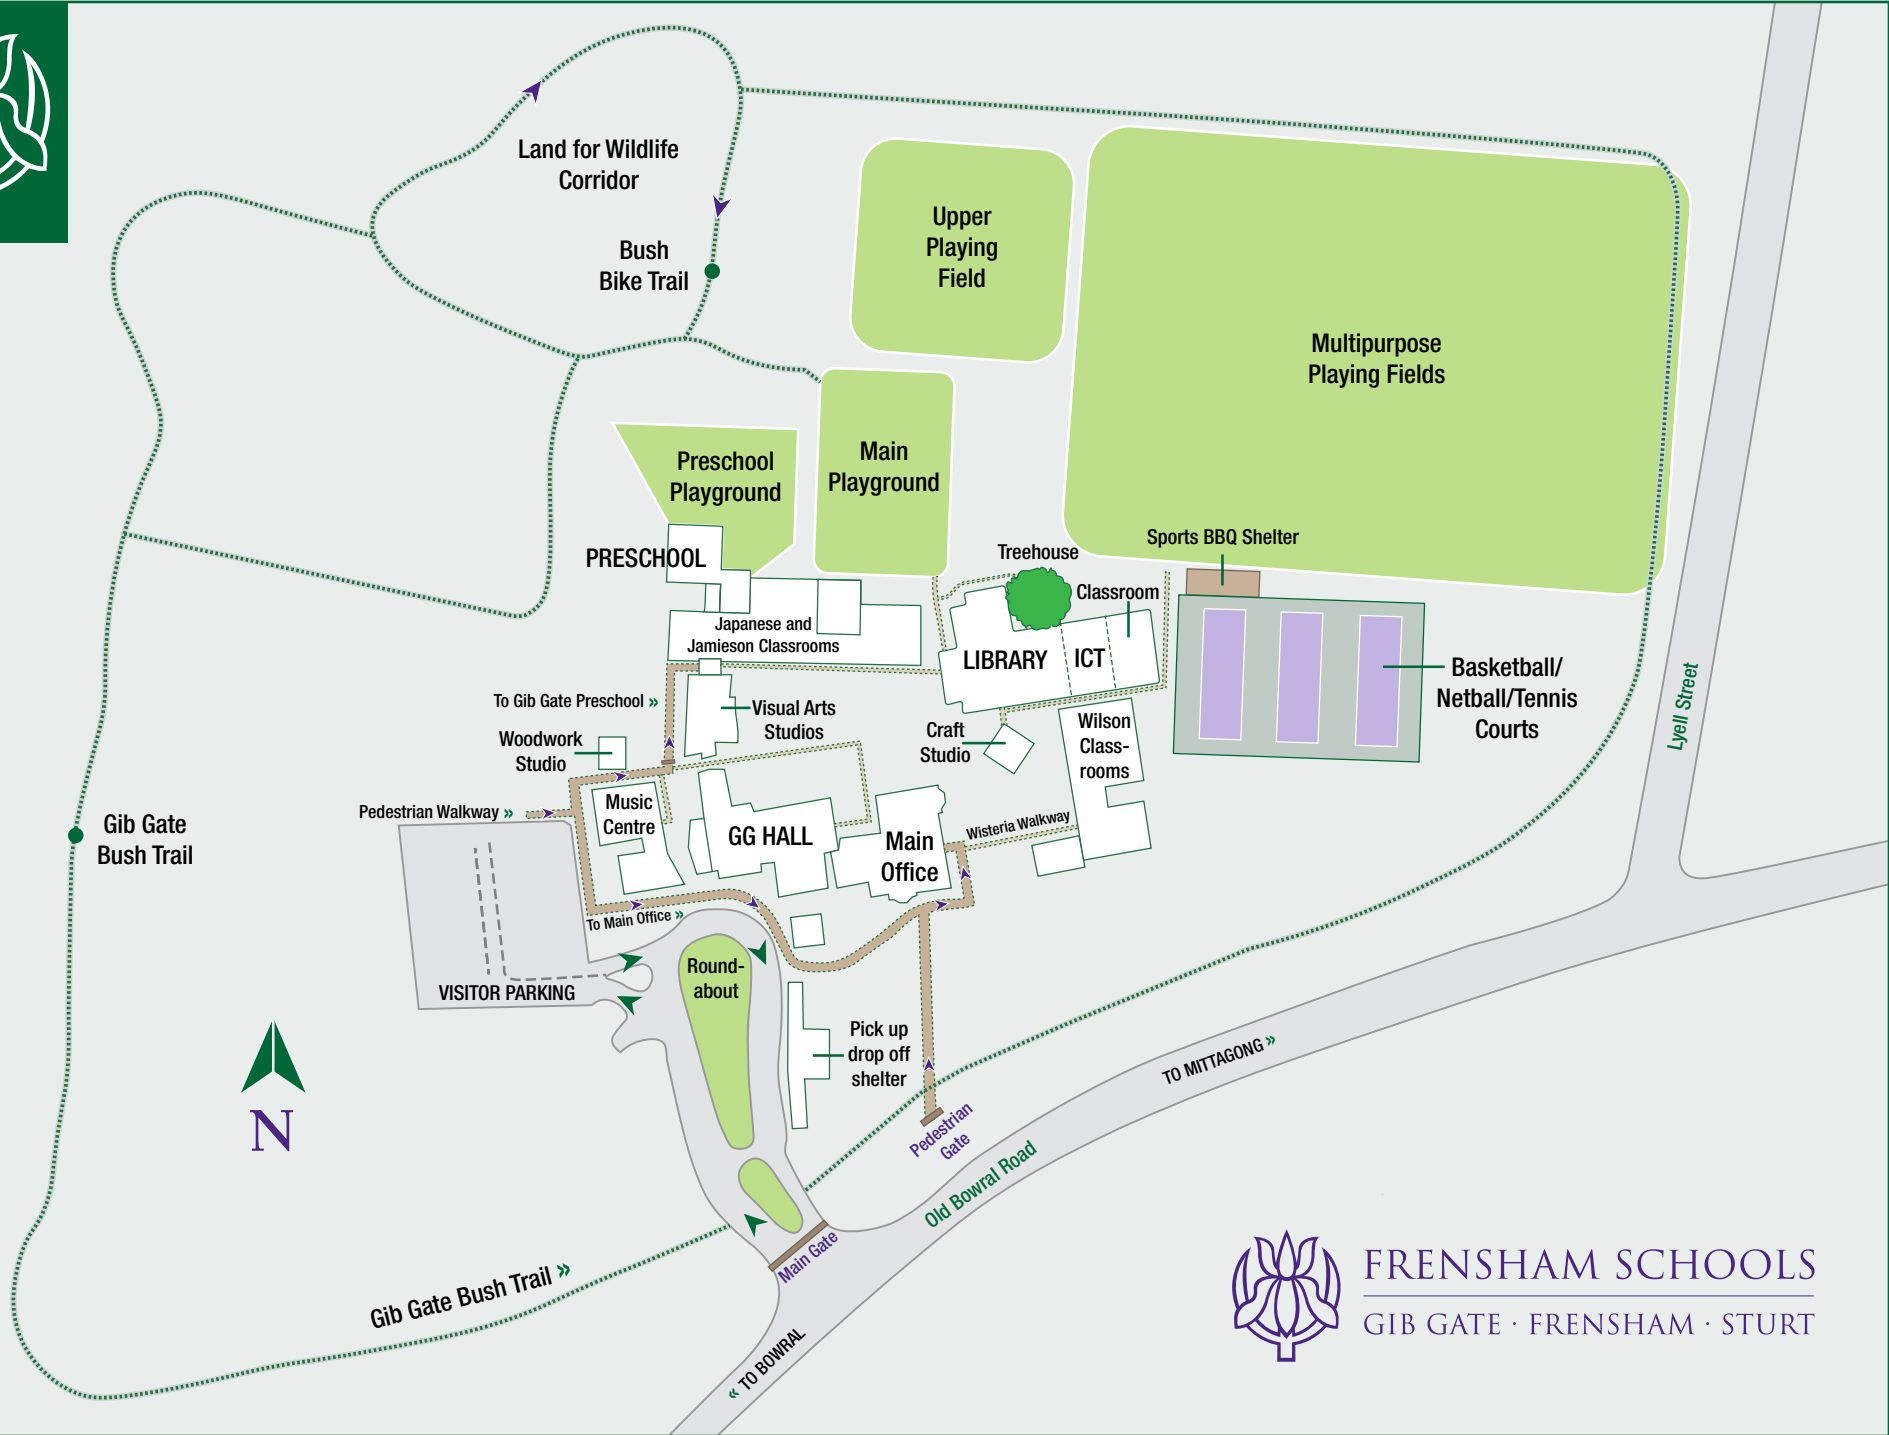 Land for Wildlife
Corridor
Bush
Bike Trail
Upper
Playing
Field
Multipurpose
Playing Fields
Preschool
Playground
Main
Playground
PRESCHOOL
Treehouse
Sports BBQ Shelter
Classroom
Japanese and
Jamieson Classrooms
LIBRARY
ICT
Basketball/
Netball/Tennis
Courts
Lyell Street
To Gib Gate Preschool »
Visual Arts
Studios
Woodwork
Studio
Craft
Studio
Wilson
Class-
rooms
Pedestrian Walkway »
Music
Centre
GG HALL
Main
Office
Wisteria Walkway
Gib Gate
Bush Trail
To Main Office »
Round-
about
VISITOR PARKING
Pick up
drop off
shelter
N
TO MITTAGONG »
Pedestrian
Gate
Old Bowral Road
Main Gate
Gib Gate Bush Trail »
« TO BOWRAL
FRENSHAM SCHOOLS
GIB GATE · FRENSHAM · STURT